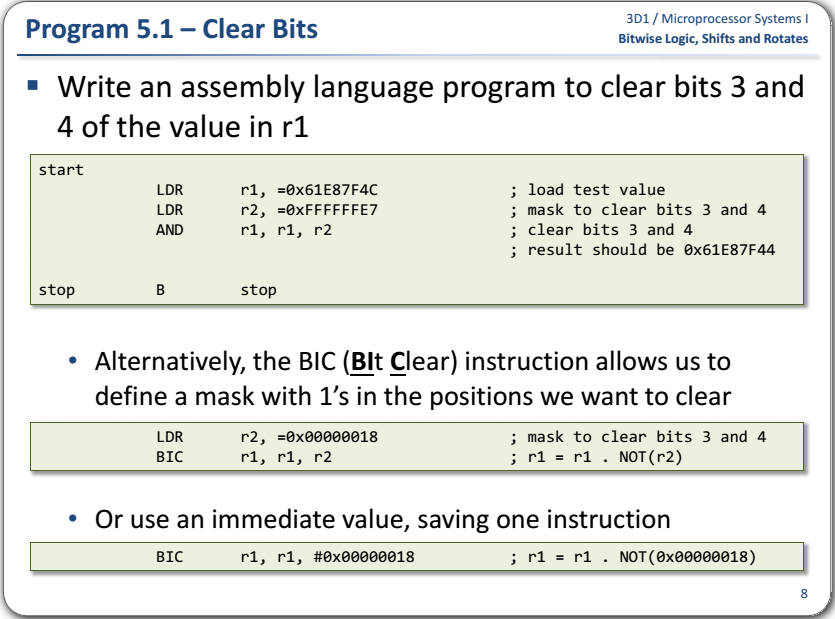 Program 5.1 – Clear Bits
3D1 / Microprocessor Systems I
Bitwise Logic, Shifts and Rotates
▪ Write an assembly language program to clear bits 3 and
4 of the value in r1
start
LDR r1, =0x61E87F4C ; load test value
LDR r2, =0xFFFFFFE7 ; mask to clear bits 3 and 4
AND r1, r1, r2 ; clear bits 3 and 4
; result should be 0x61E87F44
stop B stop
• Alternatively, the BIC (BIt Clear) instruction allows us to
define a mask with 1’s in the positions we want to clear
LDR r2, =0x00000018 ; mask to clear bits 3 and 4
BIC r1, r1, r2 ; r1 = r1 . NOT(r2)
• Or use an immediate value, saving one instruction
BIC r1, r1, #0x00000018 ; r1 = r1 . NOT(0x00000018)
8